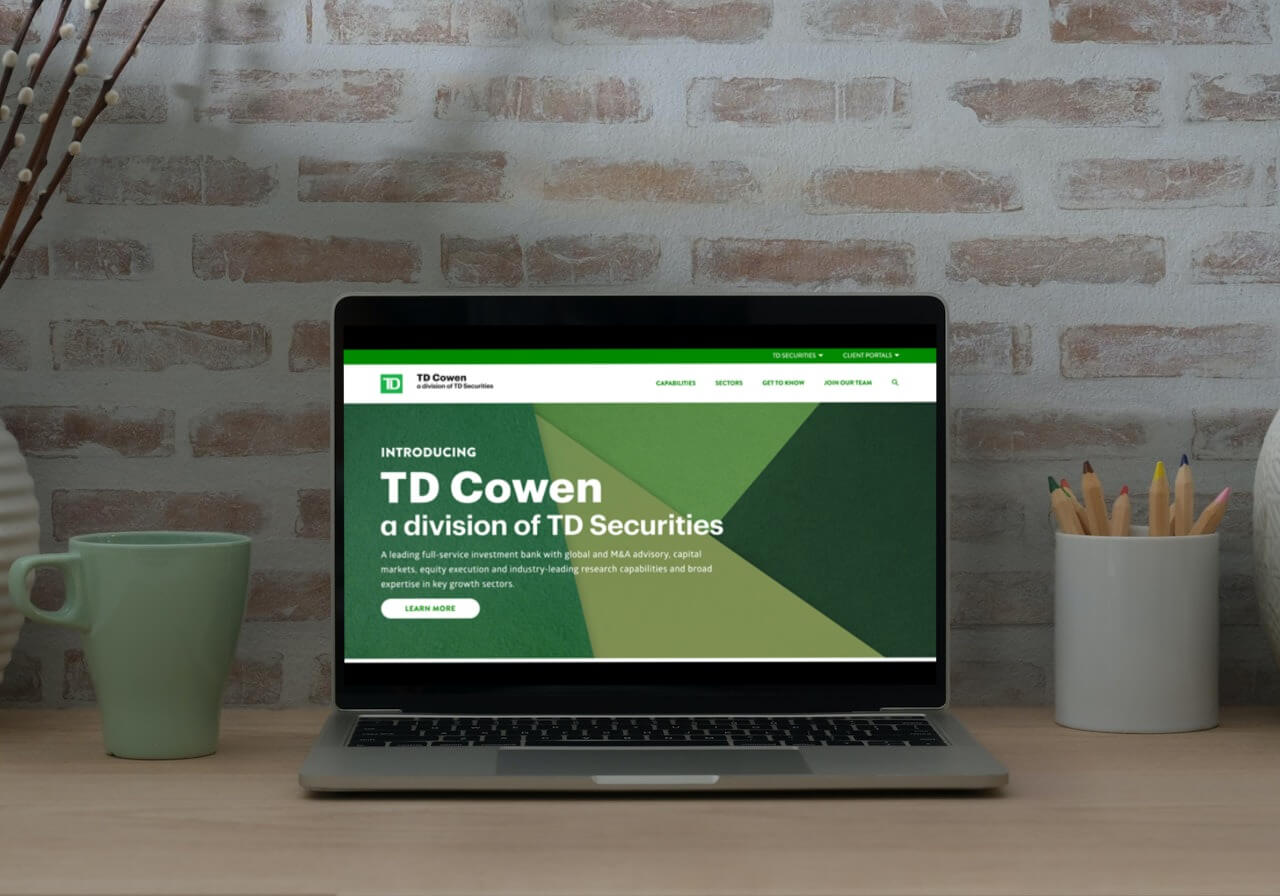 TD SECURITIES CLIENT PORTALS
TD TD Cowen
a division of TD Securities
CAPABILITIES SECTORS GET TO KNOW JOIN OUR TEAM
INTRODUCING
TD Cowen
a division of TD Securities
A leading full-service investment bank with global and M&A advisory, capital
markets, equity execution and industry-leading research capabilities and broad
expertise in key growth sectors.
LEARN MORE